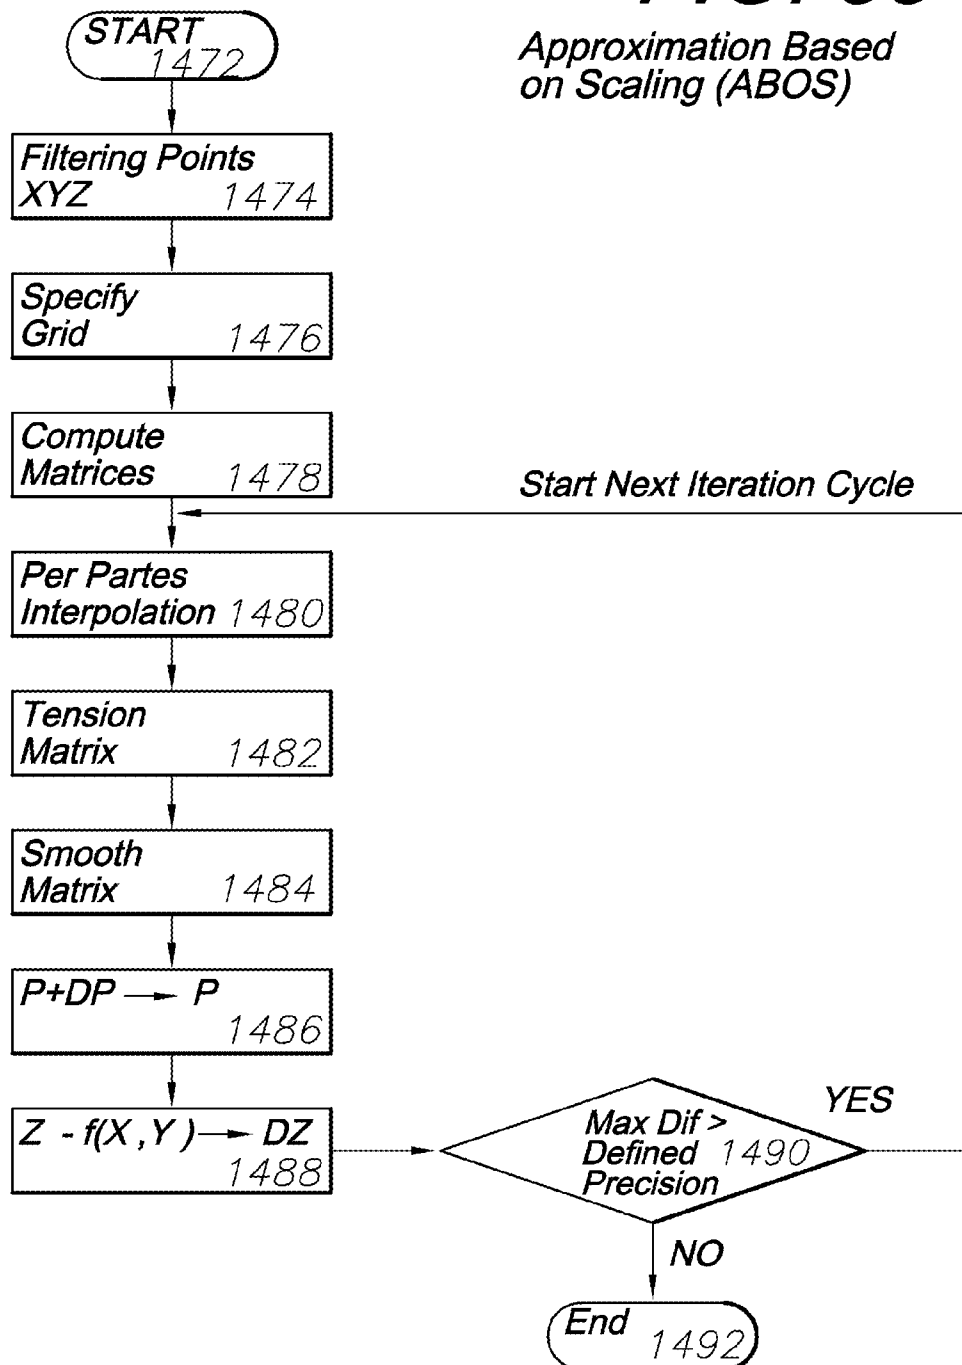 START
1472
Approximation Based
on Scaling (ABOS)
Filtering Points
XYZ 1474
Specify
Grid 1476
Compute
Matrices 1478
Start Next Iteration Cycle
Per Partes
Interpolation 1480
Tension
Matrix 1482
Smooth
Matrix 1484
P+DP → P
1486
Z - f(X ,Y ) → DZ
1488
Max Dif >
Defined 1490
Precision
YES
NO
End
1492